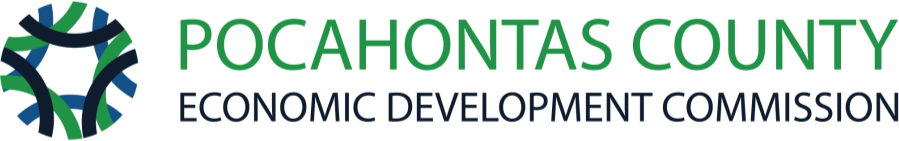 POCAHONTAS COUNTY
ECONOMIC DEVELOPMENT COMMISSION